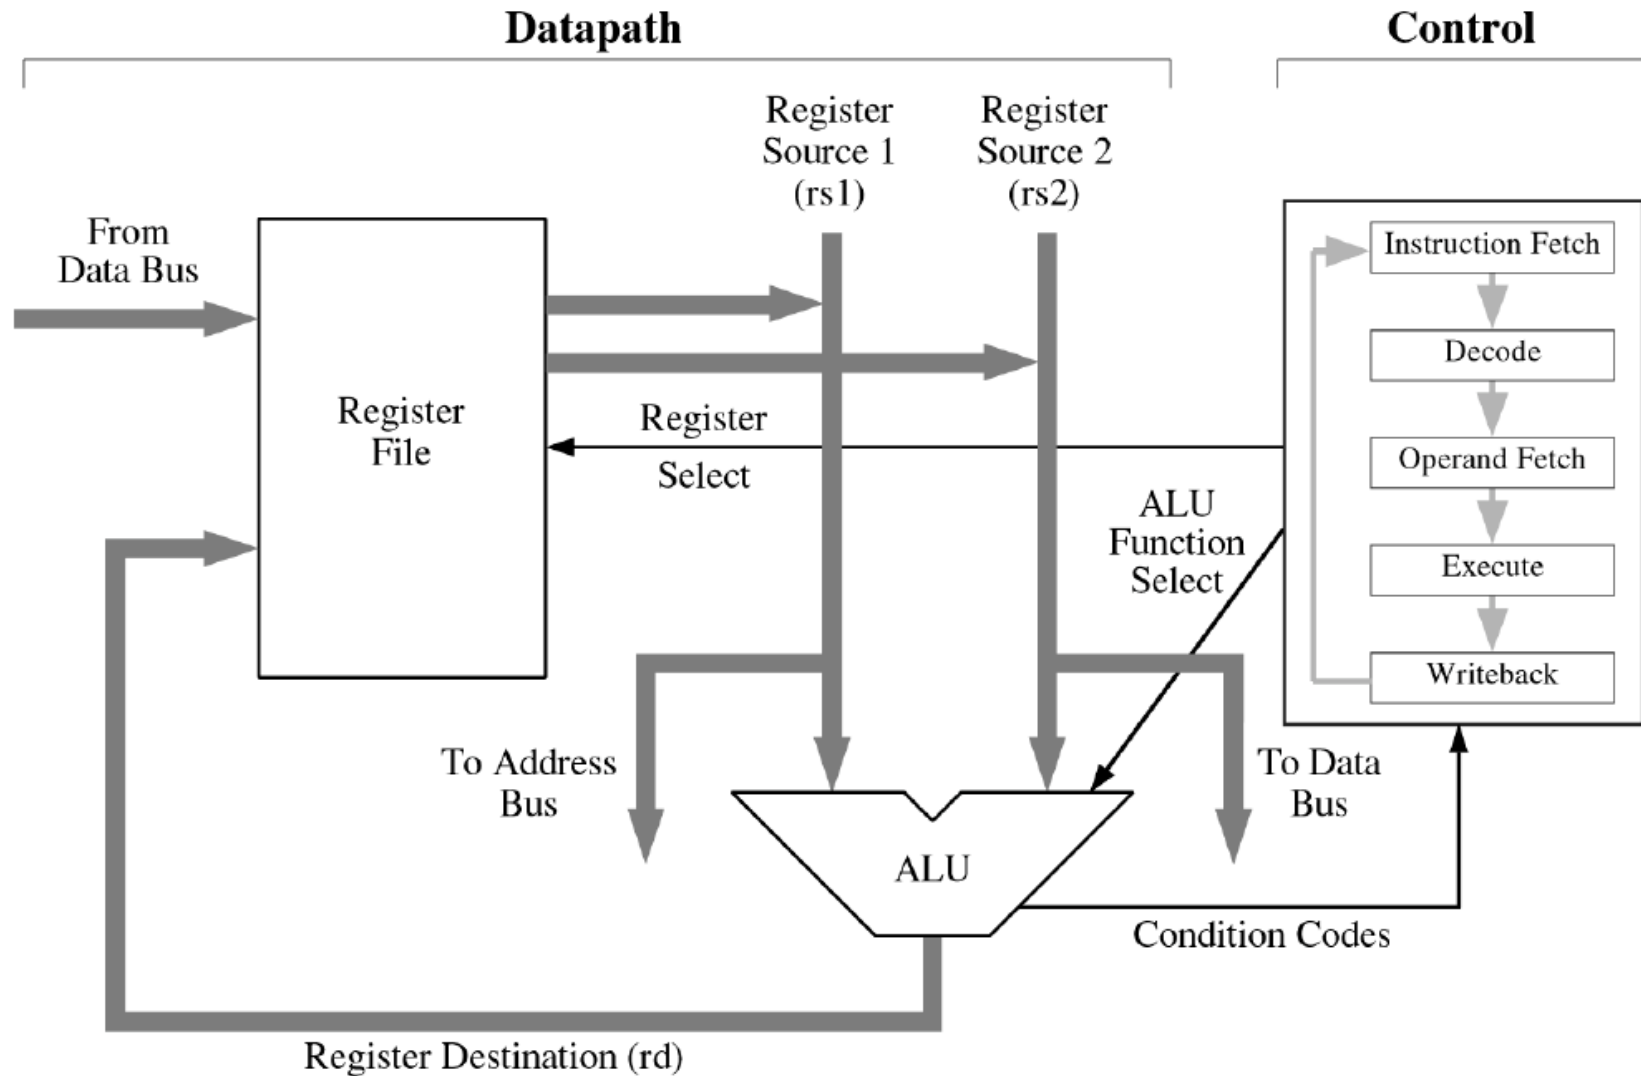 Datapath
Control
Register
Source 1
(rs1)
Register
Source 2
(rs2)
From
Data Bus
Register
File
Register
Select
ALU
Function
Select
Instruction Fetch
Decode
Operand Fetch
Execute
Writeback
To Address
Bus
To Data
Bus
ALU
Condition Codes
Register Destination (rd)